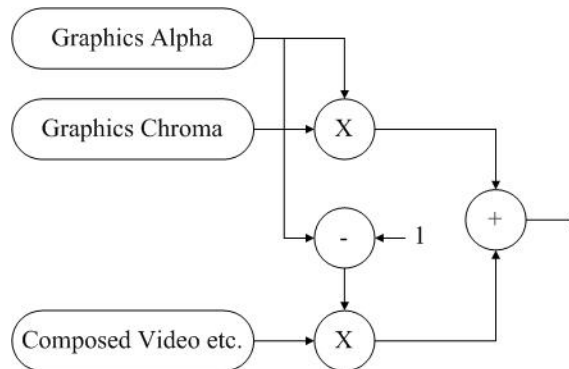 Graphics Alpha
Graphics Chroma
X
+
-
1
Composed Video etc.
X